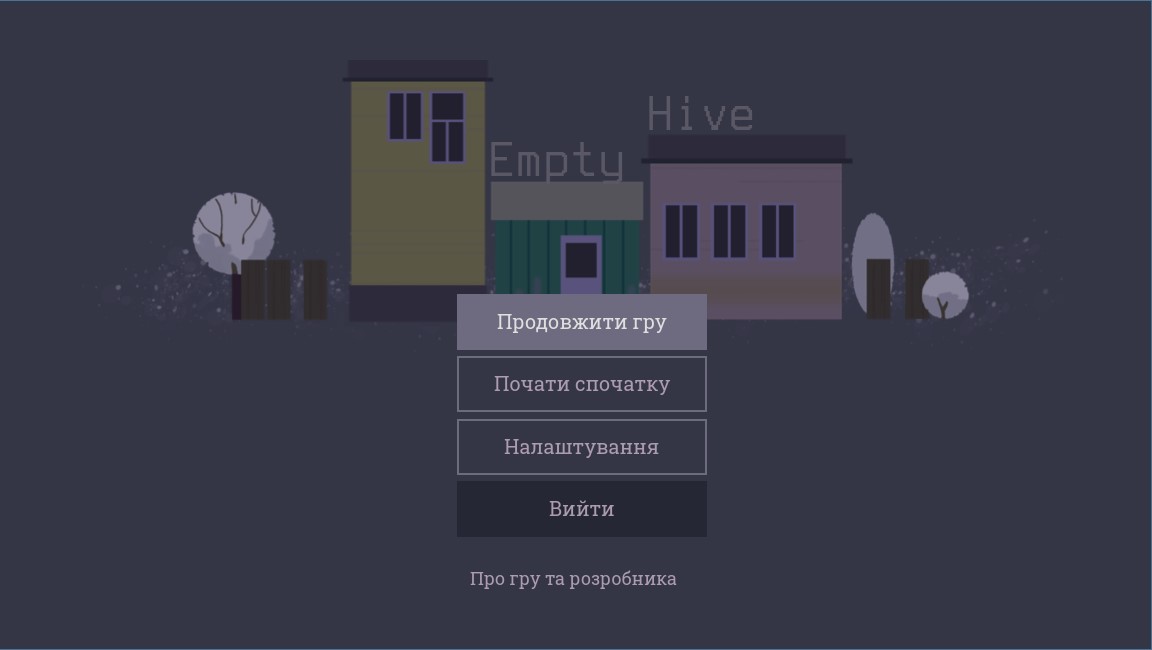 Hive
Empty
Продовжити гру
Почати спочатку
Налаштування
Вийти
Про гру та розробника